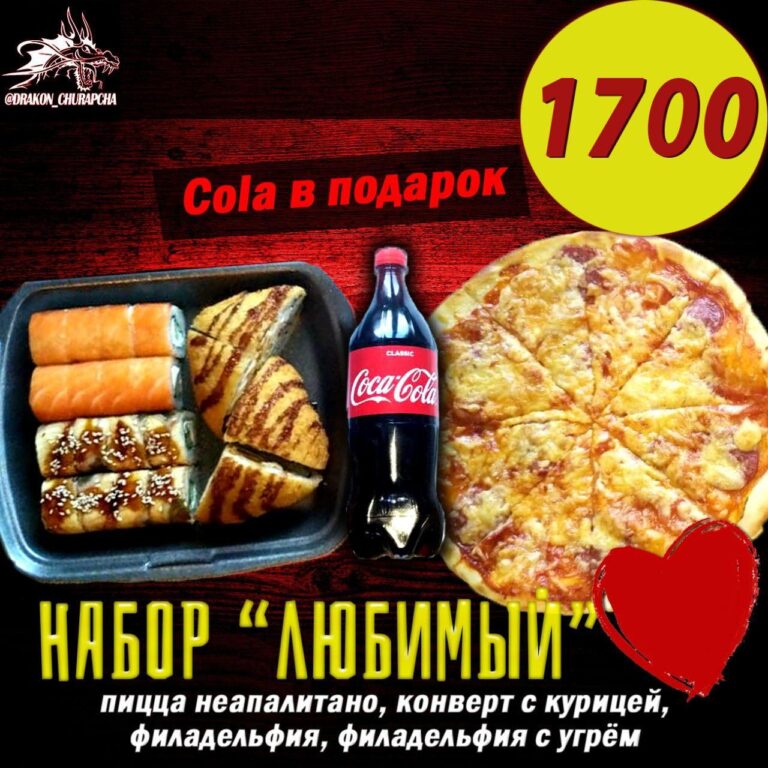 @DRAKON_CHURAPCHA
1700
Cola в подарок
CLASSIC
Coca-Cola
НАБОР “ЛЮБИМЫЙ”
пицца неапалитано, конверт с курицей,
филадельфия, филадельфия с угрём